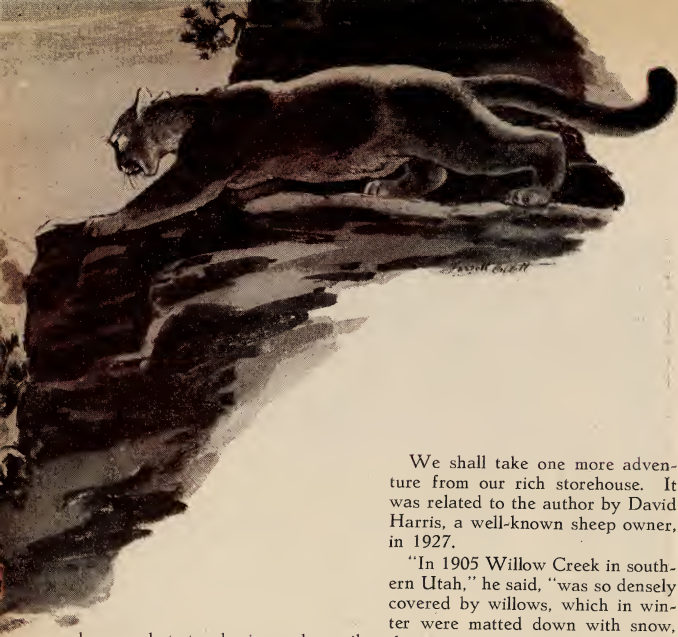 We shall take one more adven-
ture from our rich storehouse. It
was related to the author by David
Harris, a well-known sheep owner,
in 1927.
"In 1905 Willow Creek in south-
ern Utah," he said, "was so densely
covered by willows, which in win-
ter were matted down with snow,